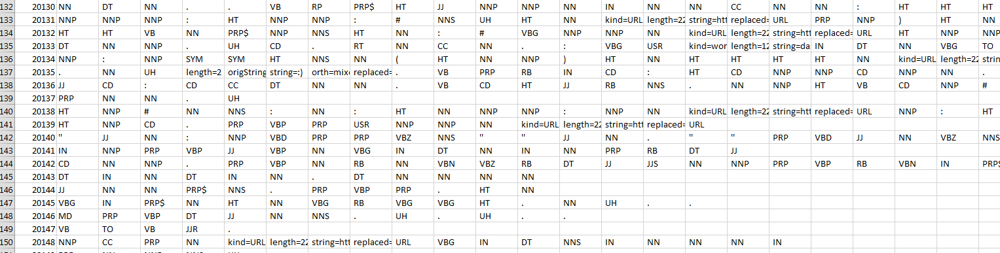 132 20130 NN DT NN . . VB RP PRP$ HT JJ NNP NNP NN IN NN NN CC NN NN : HT HT HT
133 20131 NNP NNP NNP : HT NNP NNP : # NNS UH HT NN kind=URL length=22 string=htt replaced= URL PRP NNP ) HT NN
134 20132 HT HT VB NN PRP$ NNP NNS HT NN : # VBG NNP NNP NN kind=URL length=22 string=htt replaced= URL HT NNP NNP
135 20133 DT NN NNP . UH CD . RT NN CC NN . : VBG USR kind=wor length=12 string=da IN DT NN VBG TO
136 20134 NNP : NNP SYM SYM HT NNS NN ( HT NN NNP ) HT NN HT HT HT HT NN kind=URL length=22 strin
137 20135 . NN UH length=2 origString string=:) orth=mixe replaced= . VB PRP RB IN CD : HT CD NNP NNP CD NNP NN .
138 20136 JJ CD : CD CC DT NN NN . VB CD HT JJ RB NNS . NN NNP HT VB CD NNP #
139 20137 PRP NN NN . UH
140 20138 HT NNP # NN NNS : NN : HT NN NNP NN NNP NN NN kind=URL length=22 string=htt replaced= URL NNP : HT
141 20139 HT NNP CD . PRP VBP PRP USR NNP NNP NN kind=URL length=22 string=htt replaced= URL
142 20140 " JJ NN : NNP VBD PRP PRP VBZ NNS " " JJ NN . " " PRP VBD JJ NN VBZ NNS
143 20141 IN NNP PRP VBP JJ VBP NN VBG IN DT NN IN NN PRP RB DT JJ
144 20142 CD NN NNP . PRP VBP NN RB NN VBN VBZ RB DT JJ JJS NN NNP PRP VBP RB VBN IN PRP$
145 20143 DT IN NN DT IN NN . DT NN NN NN NN
146 20144 JJ NN NN PRP$ NNS . PRP VBP PRP . HT NN
147 20145 VBG IN PRP$ NN HT NN VBG RB VBG VBG HT . NN UH . .
148 20146 MD PRP VBP DT JJ NN NNS . UH . UH . .
149 20147 VB TO VB JJR .
150 20148 NNP CC PRP NN kind=URL length=22 string=htt replaced= URL VBG IN DT NNS IN NN NN NN IN